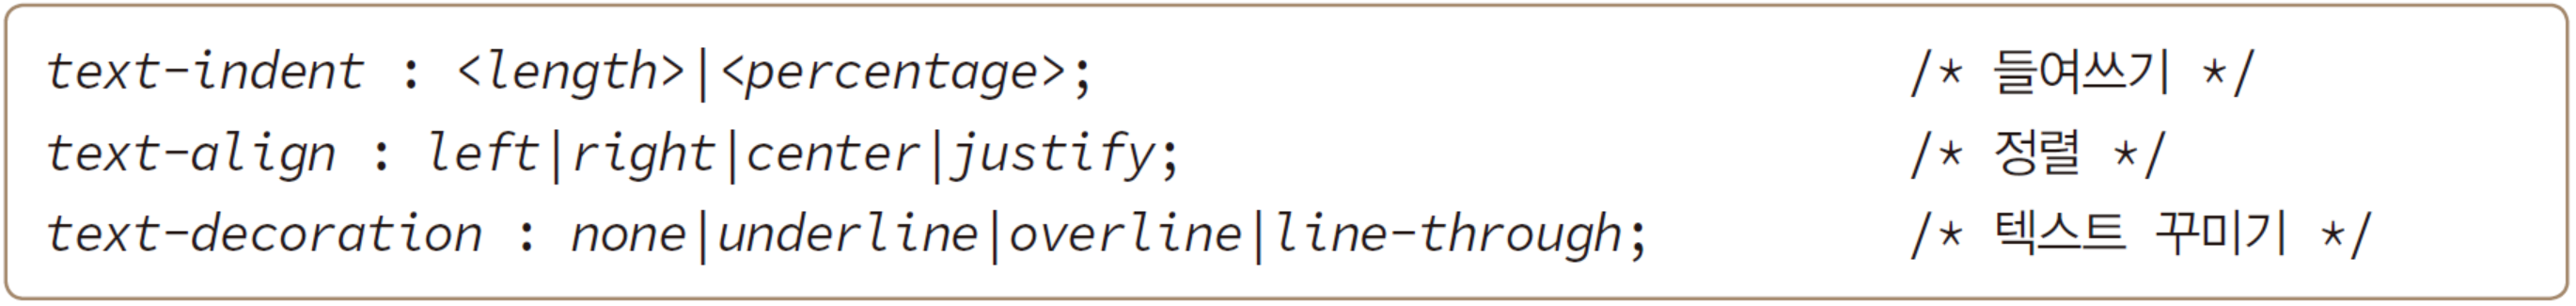 text-indent : <length>|<percentage>; /* 들여쓰기 */
text-align : left|right|center|justify; /* 정렬 */
text-decoration : none|underline|overline|line-through; /* 텍스트 꾸미기 */